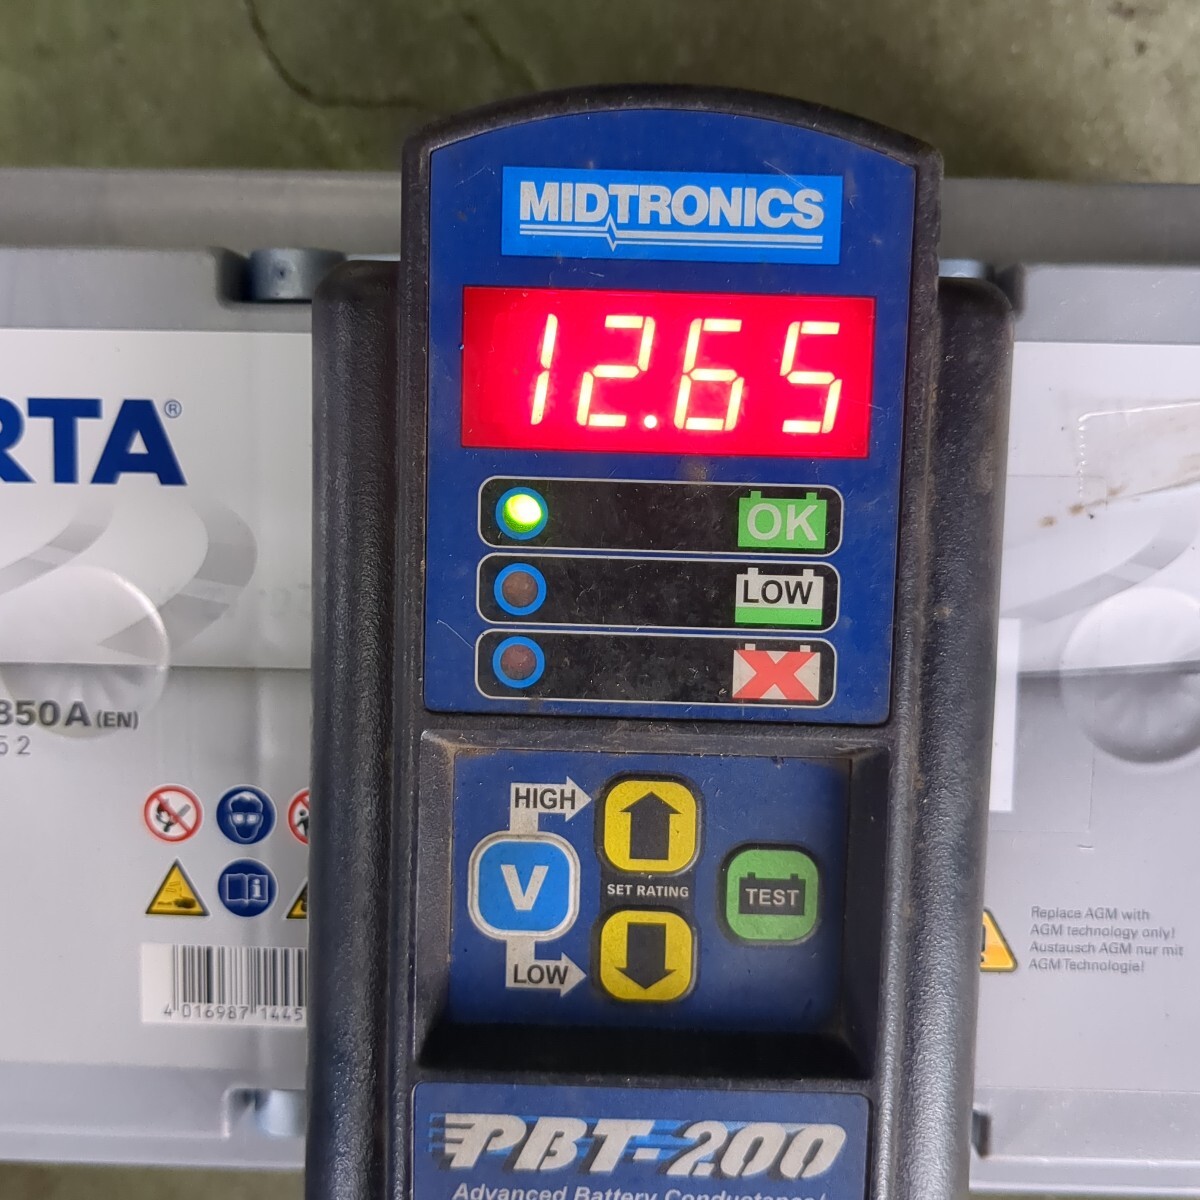 MIDTRONICS
12.65
OK
LOW
RTA®
850A (EN)
5 2
HIGH
V
SET RATING
TEST
LOW
Replace AGM with
AGM technology only!
Austausch AGM nur mit
AGM Technologie!
4 016987 1445
PBT-200
Advanced Battery Conductance